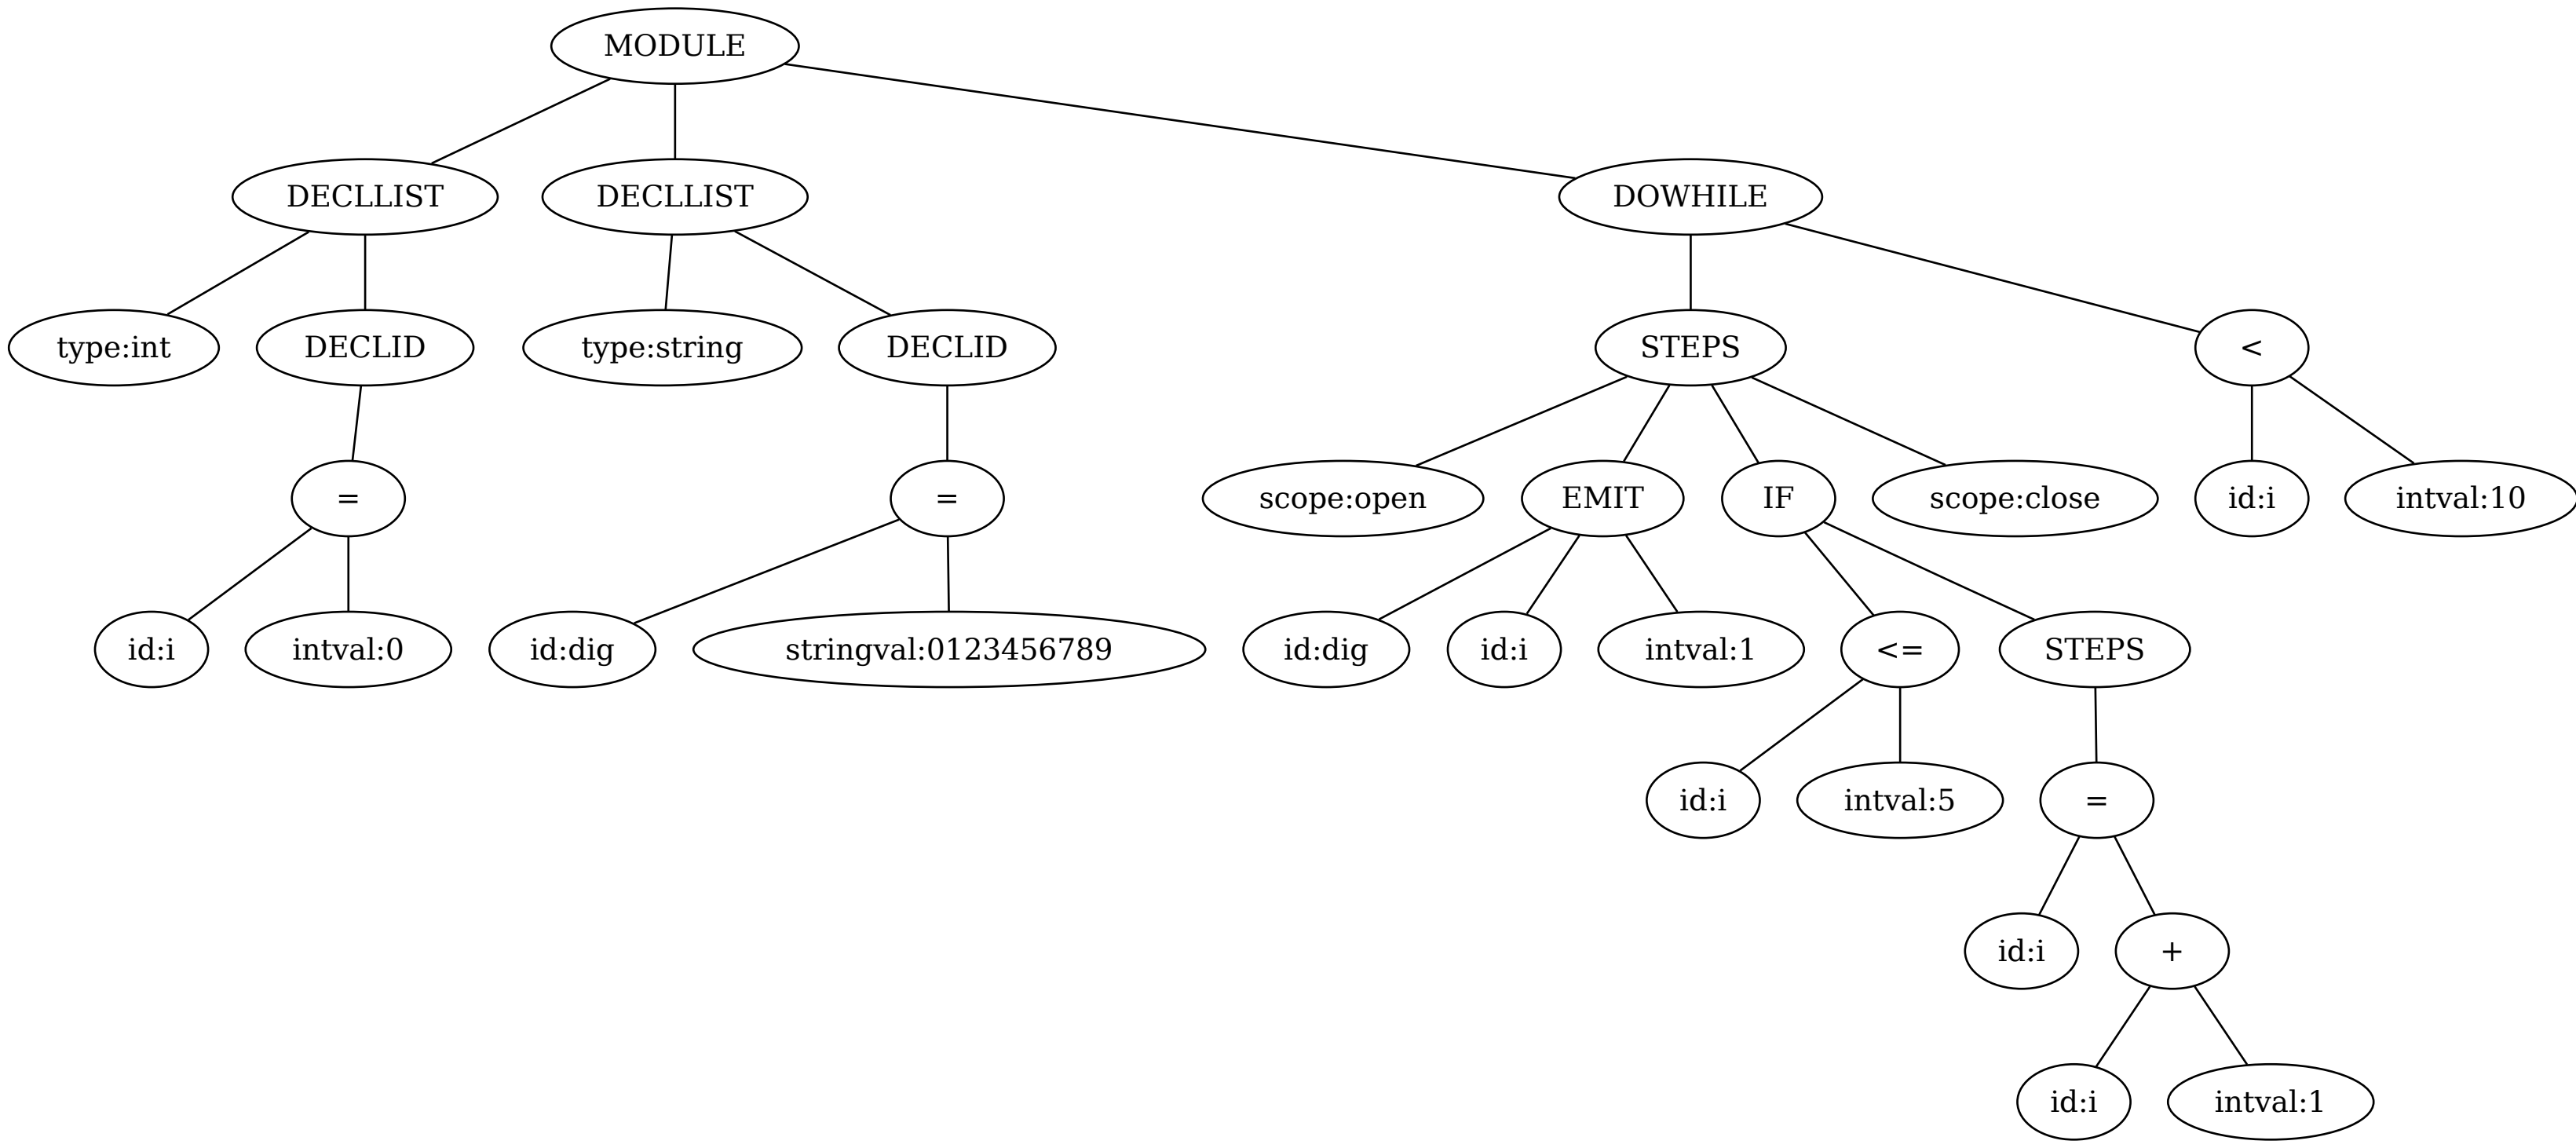 MODULE
DECLLIST DECLLIST DOWHILE
type:int DECLID type:string DECLID STEPS <
= = scope:open EMIT IF scope:close id:i intval:10
id:i intval:0 id:dig stringval:0123456789 id:dig id:i intval:1 <= STEPS
id:i intval:5 =
id:i +
id:i intval:1